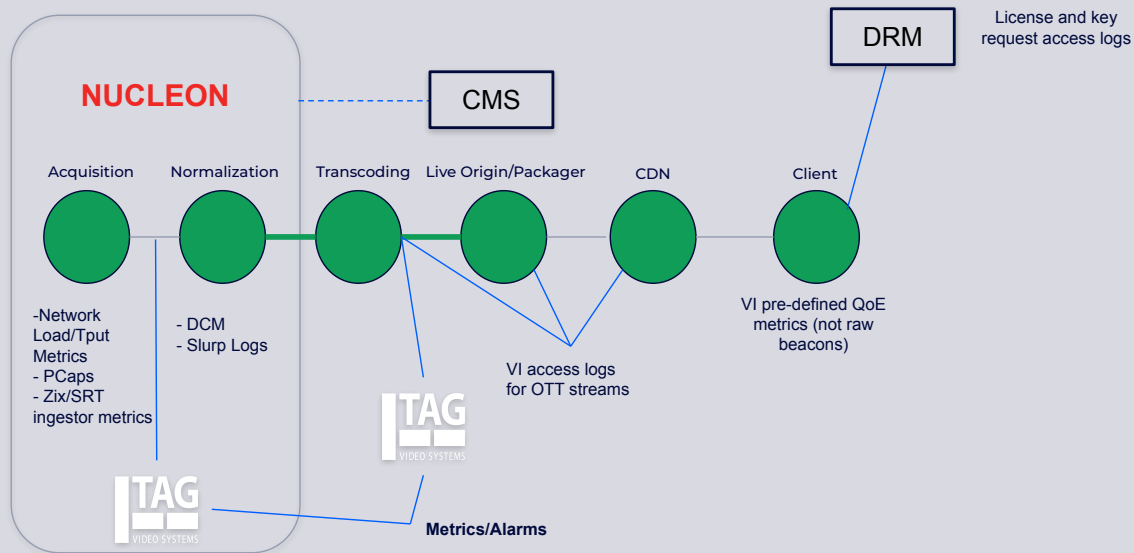 DRM
License and key
request access logs
NUCLEON
CMS
Acquisition
Normalization
Transcoding
Live Origin/Packager
CDN
Client
-Network
Load/Tput
Metrics
- PCaps
- Zix/SRT
ingestor metrics
- DCM
- Slurp Logs
VI access logs
for OTT streams
VI pre-defined QoE
metrics (not raw
beacons)
TAG
VIDEO SYSTEMS
TAG
VIDEO SYSTEMS
Metrics/Alarms